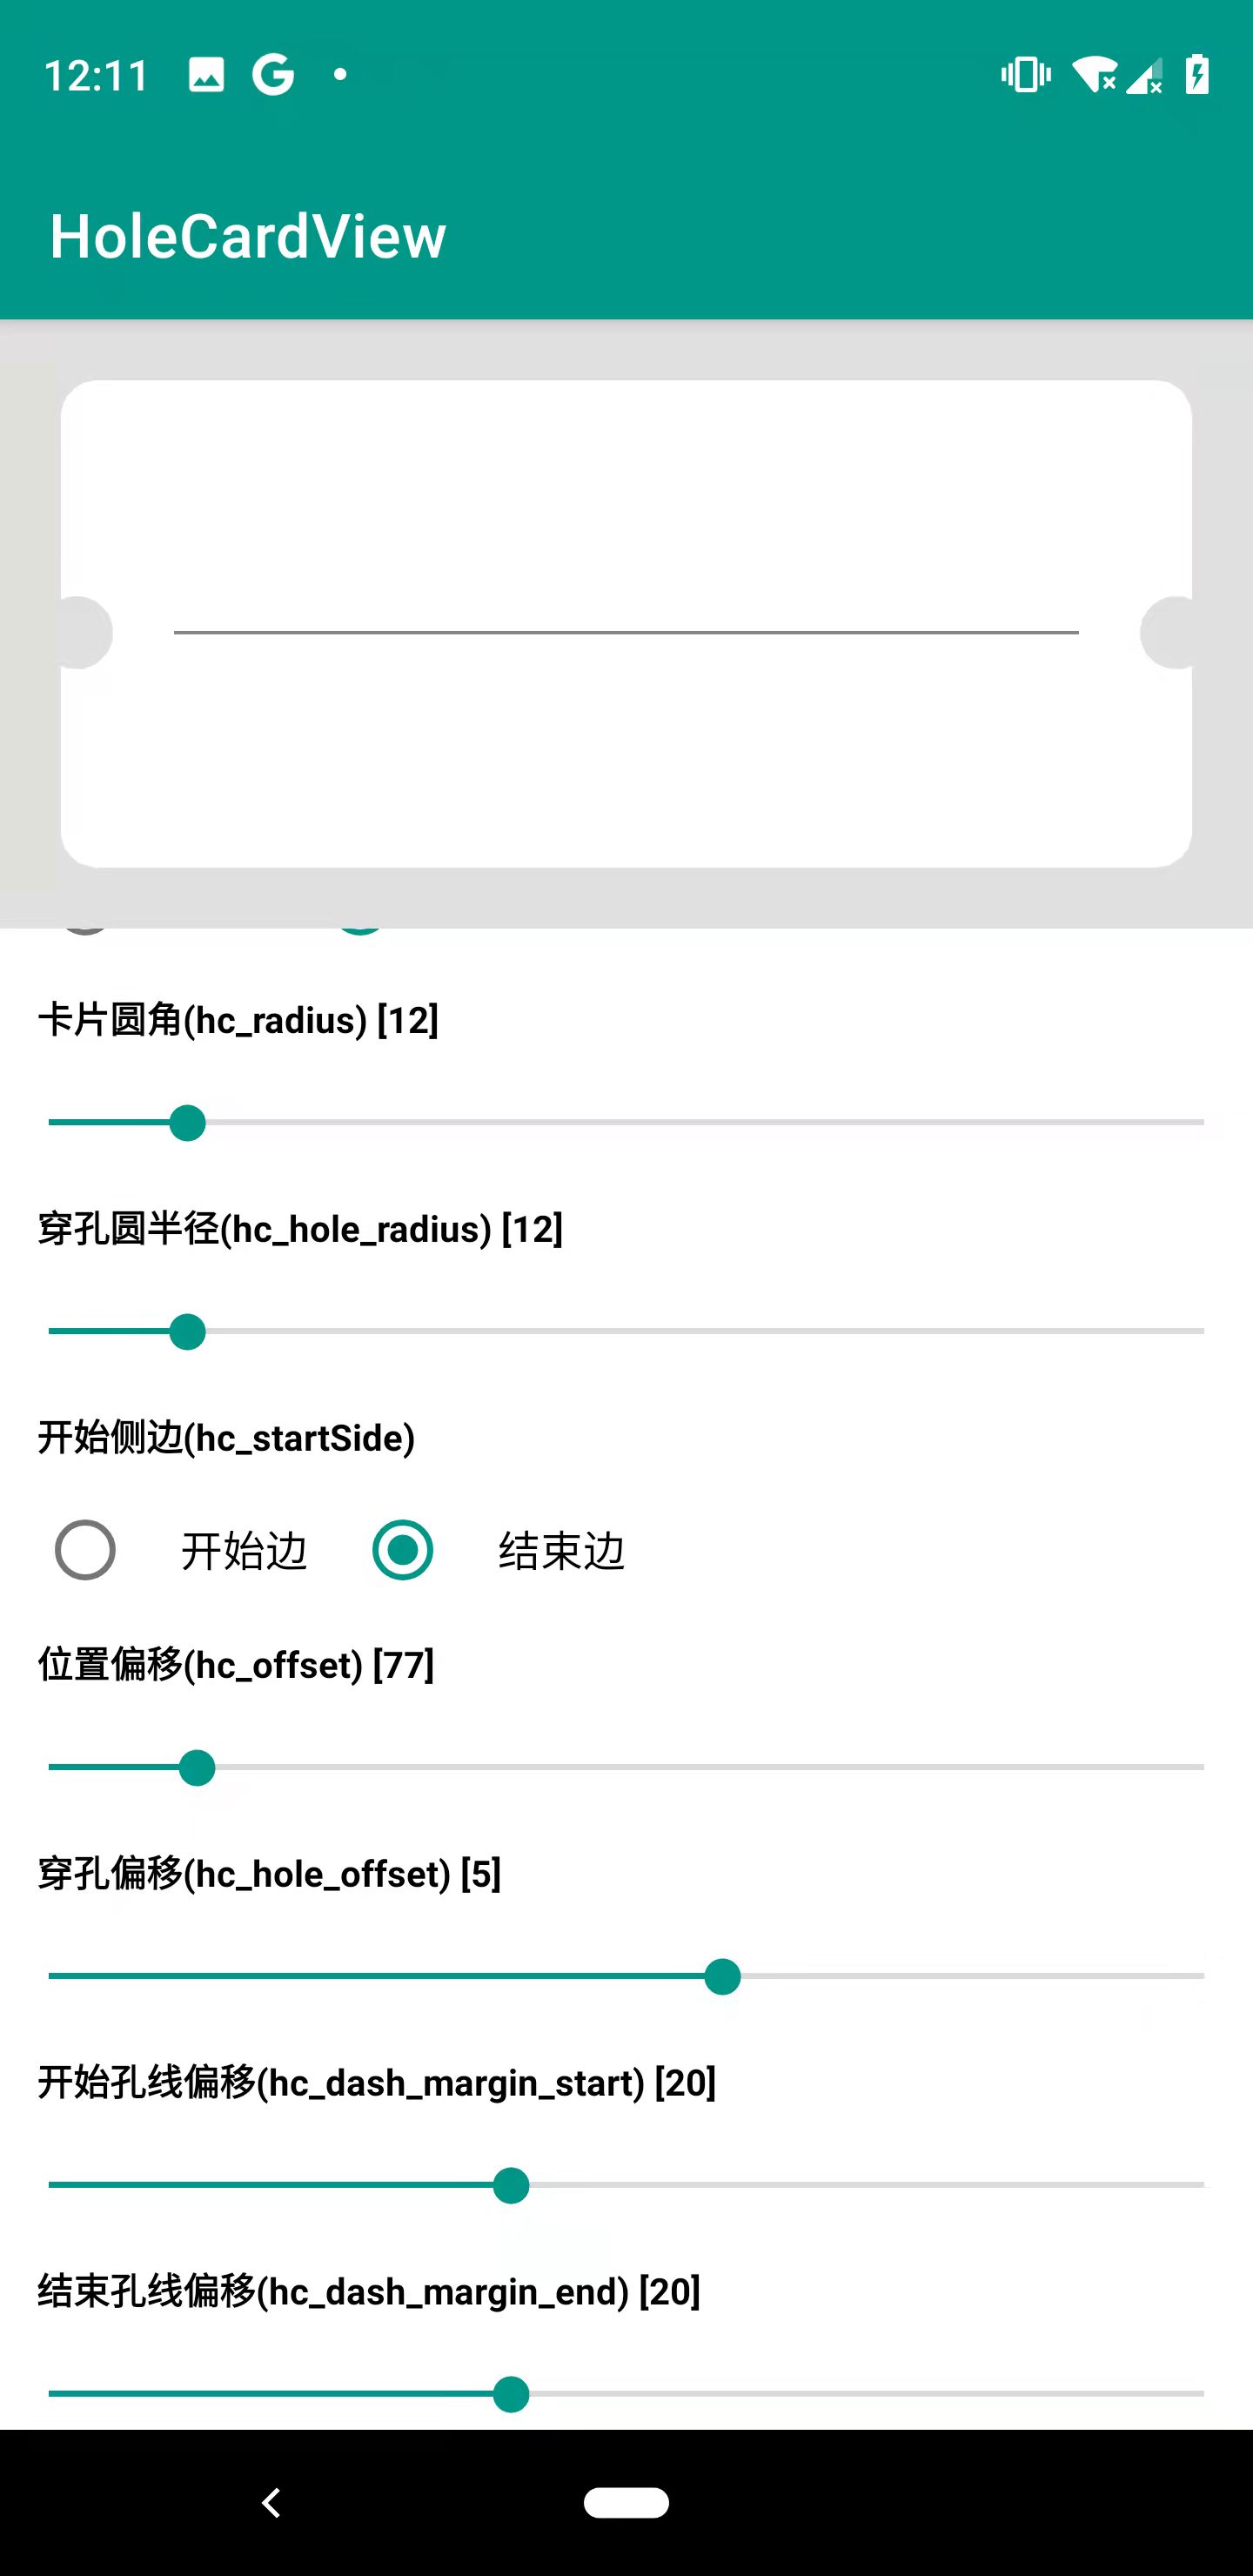 12:11
HoleCardView
卡片圆角(hc_radius) [12]
穿孔圆半径(hc_hole_radius) [12]
开始侧边(hc_startSide)
开始边 结束边
位置偏移(hc_offset) [77]
穿孔偏移(hc_hole_offset) [5]
开始孔线偏移(hc_dash_margin_start) [20]
结束孔线偏移(hc_dash_margin_end) [20]